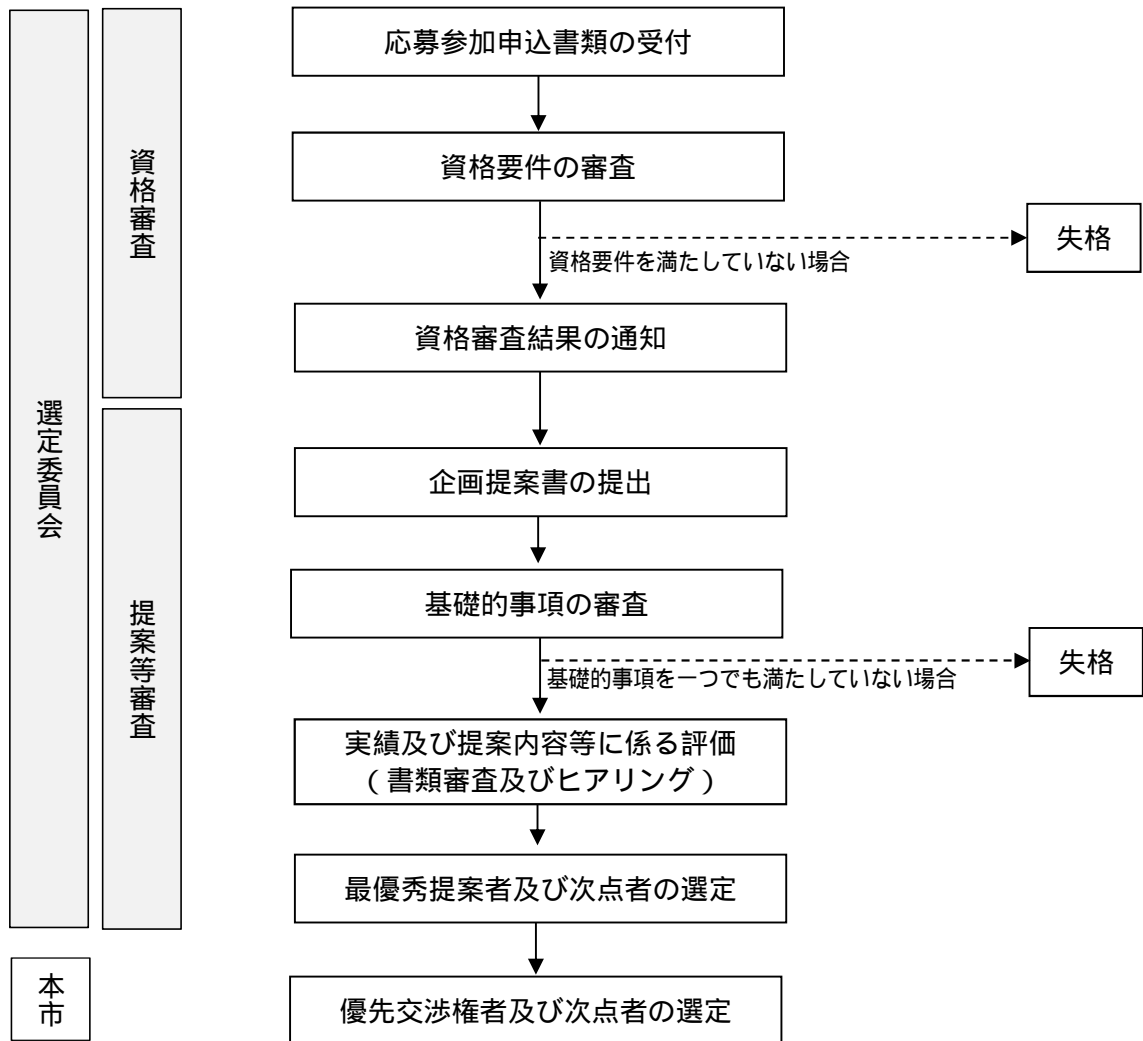 選定委員会
資格審査
提案等審査
本市
応募参加申込書類の受付
資格要件の審査
資格要件を満たしていない場合
失格
資格審査結果の通知
企画提案書の提出
基礎的事項の審査
基礎的事項を一つでも満たしていない場合
失格
実績及び提案内容等に係る評価
（書類審査及びヒアリング）
最優秀提案者及び次点者の選定
優先交渉権者及び次点者の選定